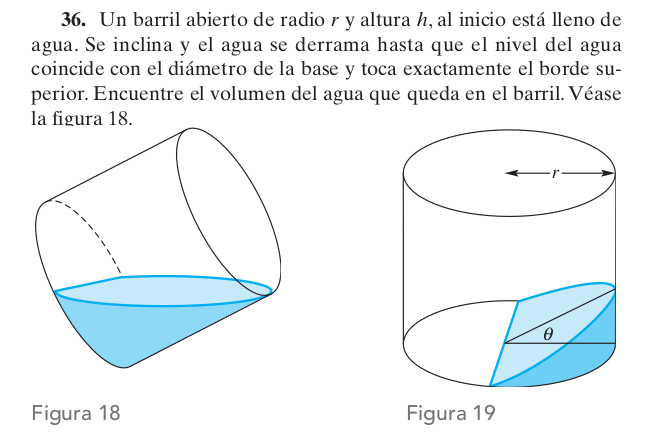 36. Un barril abierto de radio r y altura h, al inicio está lleno de
agua. Se inclina y el agua se derrama hasta que el nivel del agua
coincide con el diámetro de la base y toca exactamente el borde su-
perior. Encuentre el volumen del agua que queda en el barril. Véase
la figura 18.
r
θ
Figura 18
Figura 19